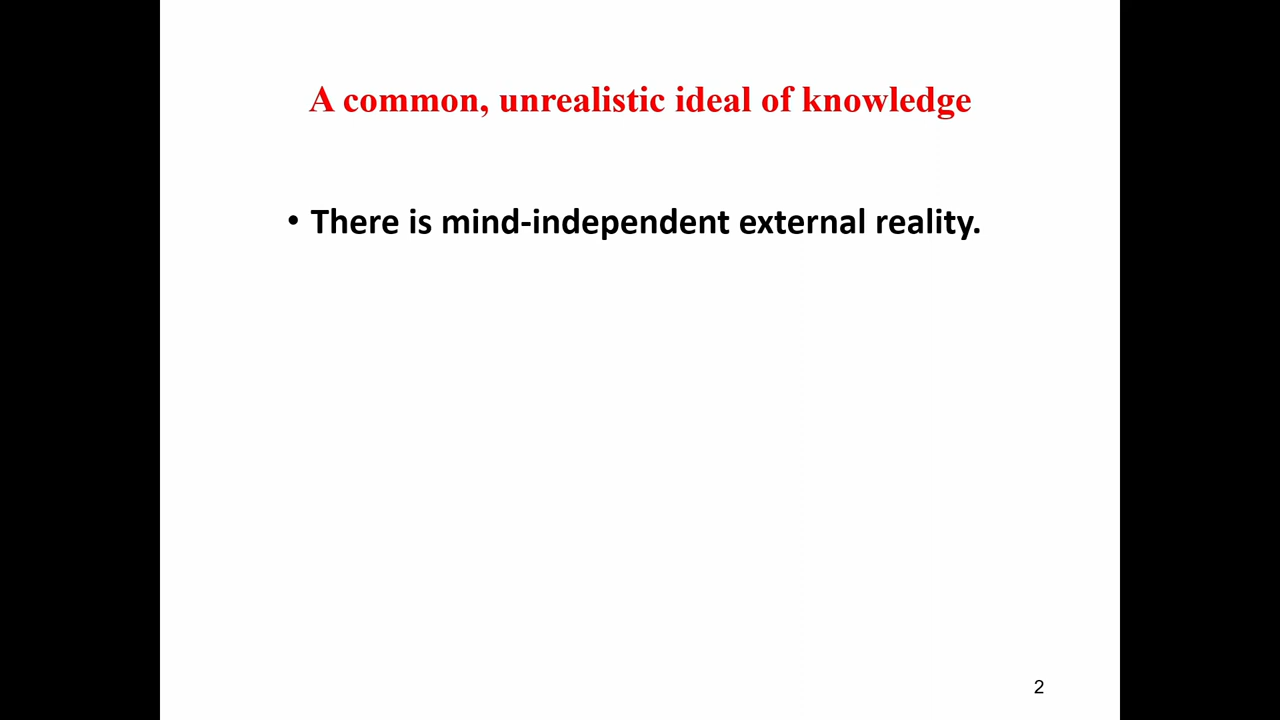 A common, unrealistic ideal of knowledge
• There is mind-independent external reality.
2